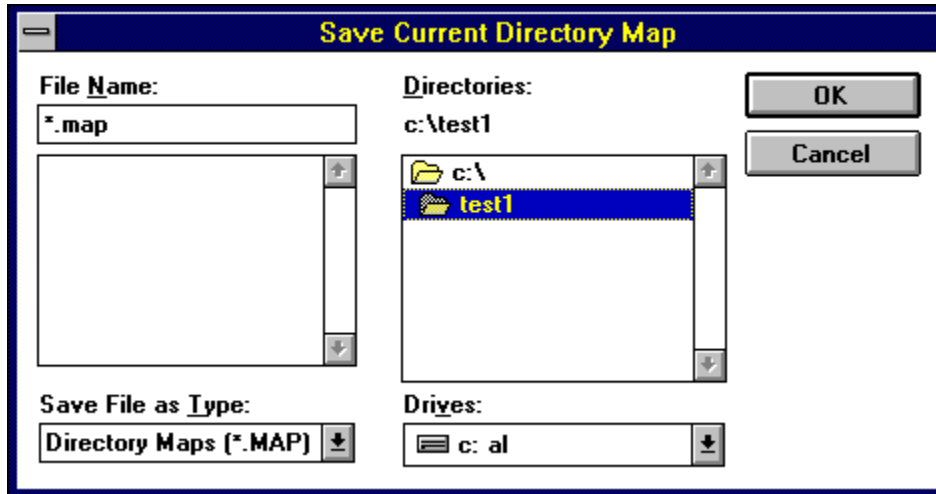 Save Current Directory Map
File Name:
*.map
Directories:
c:\test1
OK
Cancel
c:\
test1
Save File as Type:
Directory Maps (*.MAP)
Drives:
c: al